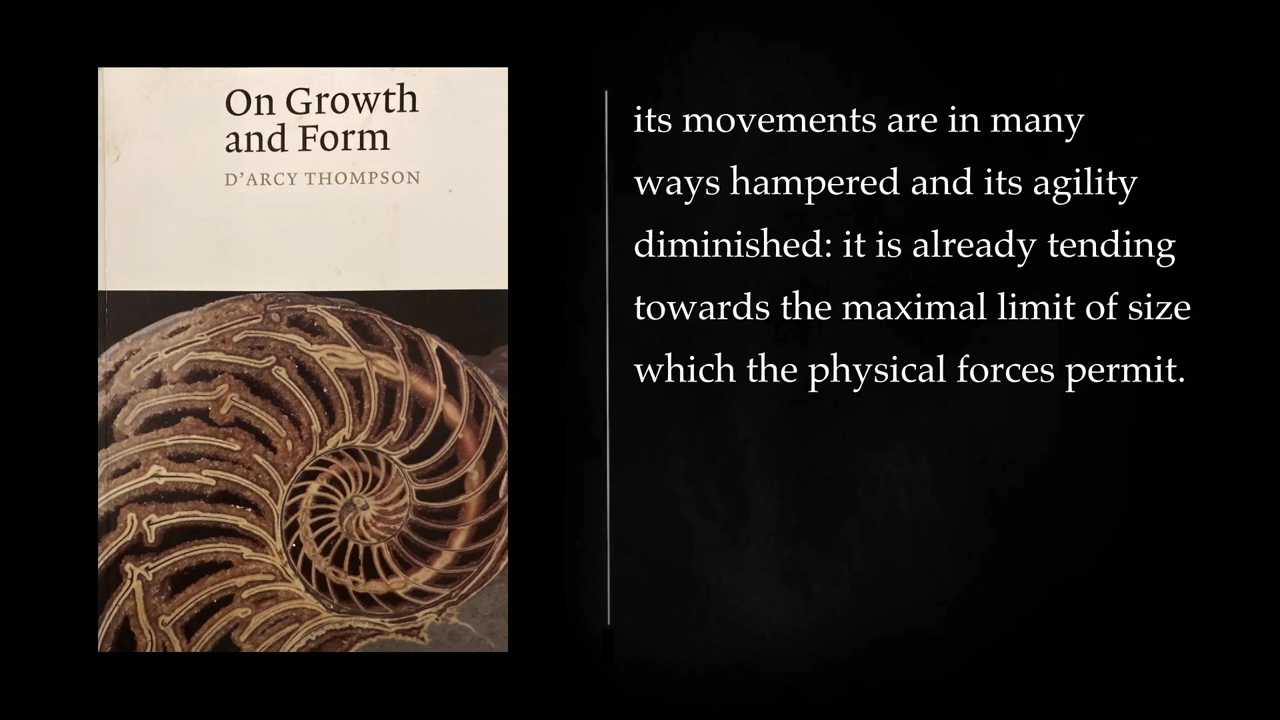 On Growth
and Form
D'ARCY THOMPSON
its movements are in many
ways hampered and its agility
diminished: it is already tending
towards the maximal limit of size
which the physical forces permit.